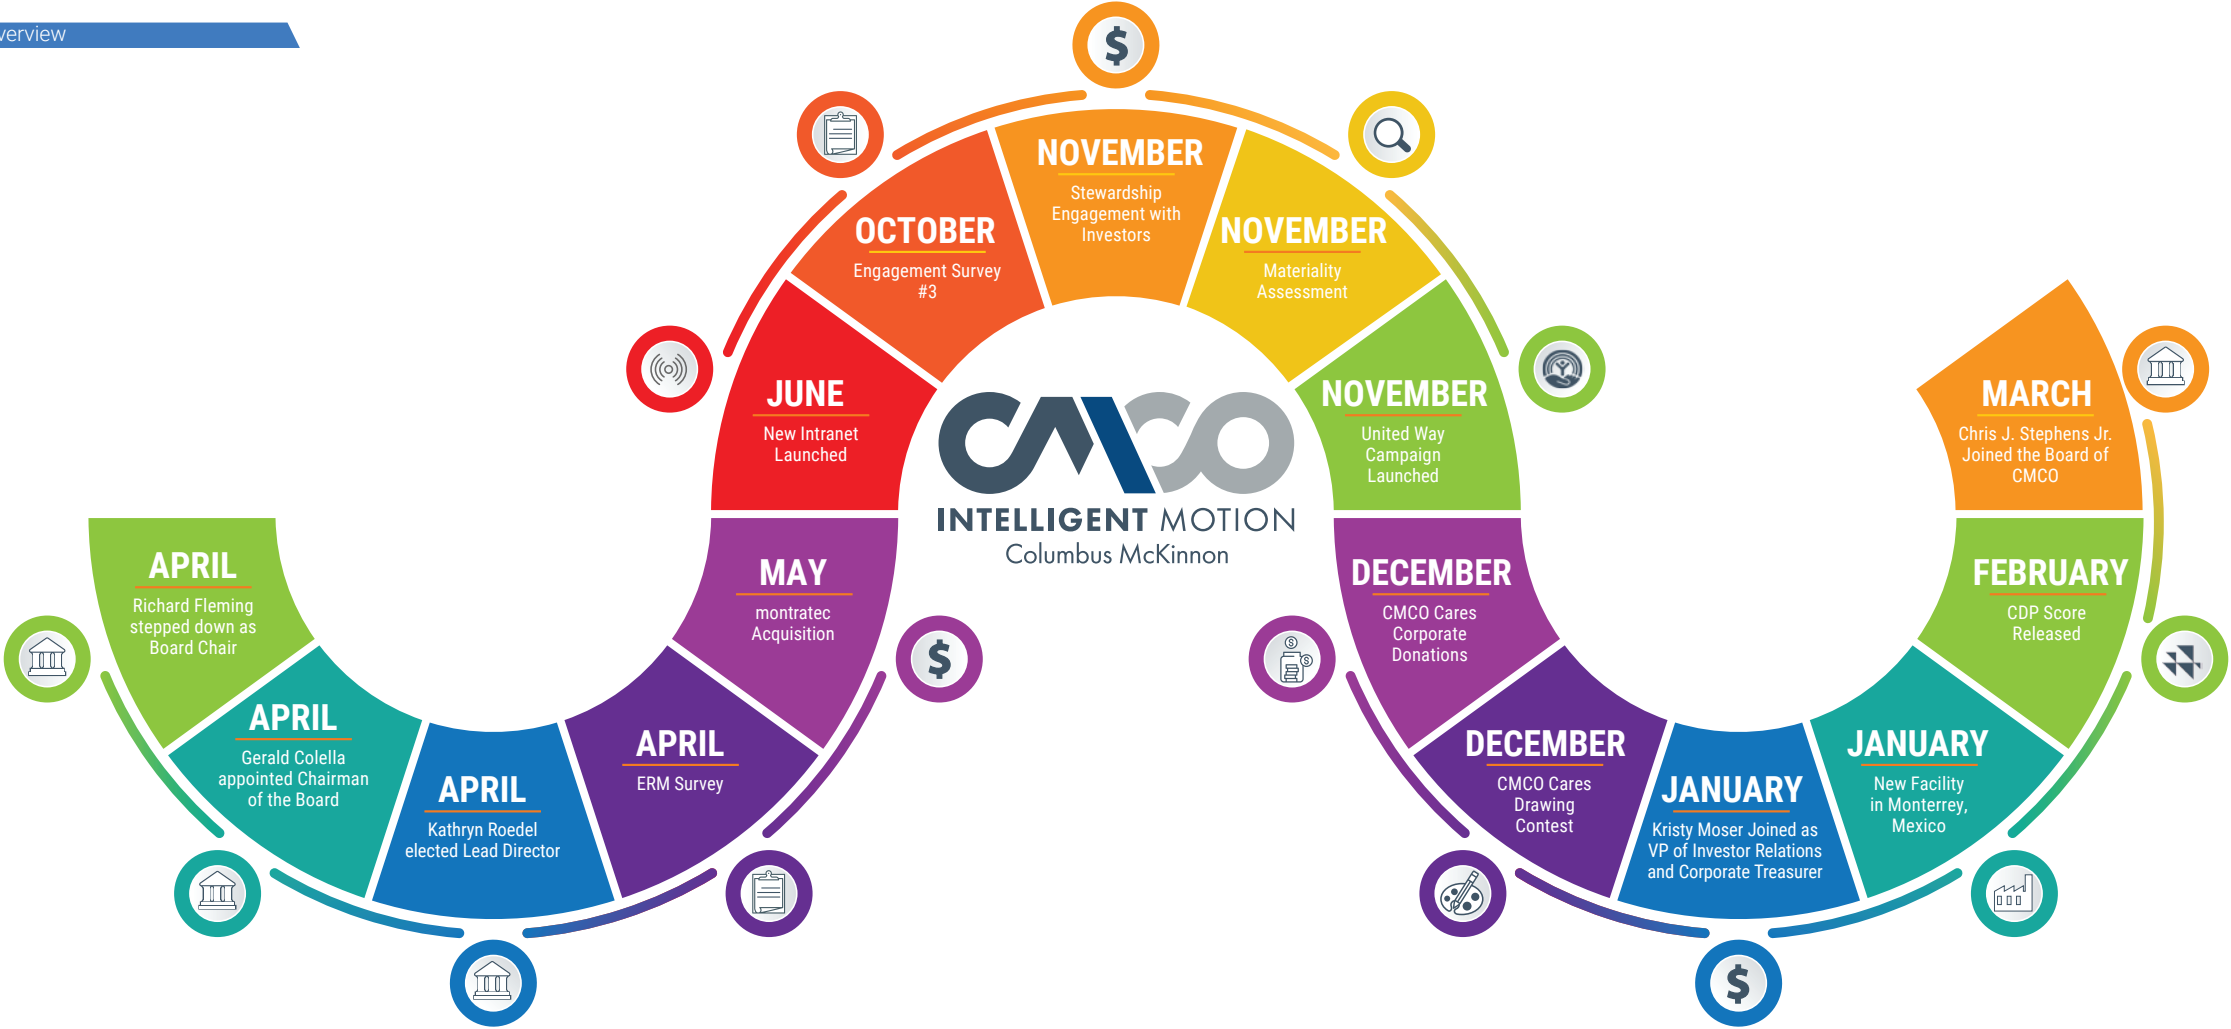 verview
APRIL
Richard Fleming
stepped down as
Board Chair
APRIL
Gerald Colella
appointed Chairman
of the Board
APRIL
Kathryn Roedel
elected Lead Director
APRIL
ERM Survey
MAY
montratec
Acquisition
JUNE
New Intranet
Launched
OCTOBER
Engagement Survey
#3
NOVEMBER
Stewardship
Engagement with
Investors
NOVEMBER
Materiality
Assessment
NOVEMBER
United Way
Campaign
Launched
DECEMBER
CMCO Cares
Corporate
Donations
DECEMBER
CMCO Cares
Drawing
Contest
JANUARY
Kristy Moser Joined as
VP of Investor Relations
and Corporate Treasurer
JANUARY
New Facility
in Monterrey,
Mexico
FEBRUARY
CDP Score
Released
MARCH
Chris J. Stephens Jr.
Joined the Board of
CMCO
CMCO
INTELLIGENT MOTION
Columbus McKinnon
$
$
$